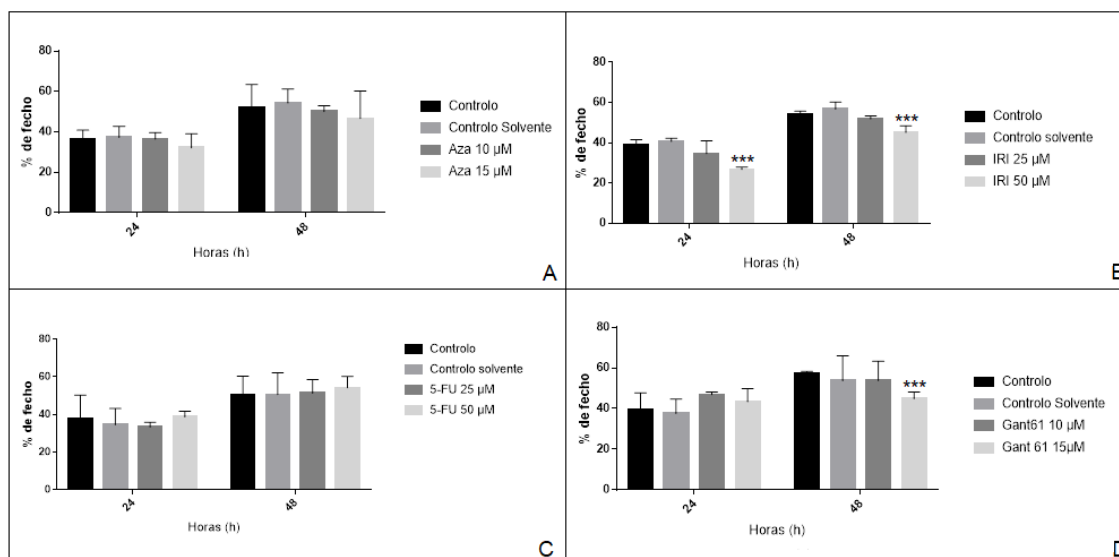 80
60
40
20
0
% de fecho
24
48
Horas (h)
Controlo
Controlo Solvente
Aza 10 µM
Aza 15 µM
A
80
60
40
20
0
% de fecho
***
***
24
48
Horas (h)
Controlo
Controlo solvente
IRI 25 µM
IRI 50 µM
B
80
60
40
20
0
% de fecho
24
48
Horas (h)
Controlo
Controlo solvente
5-FU 25 µM
5-FU 50 µM
C
80
60
40
20
0
% de fecho
***
24
48
Horas (h)
Controlo
Controlo Solvente
Gant61 10 µM
Gant 61 15µM
D